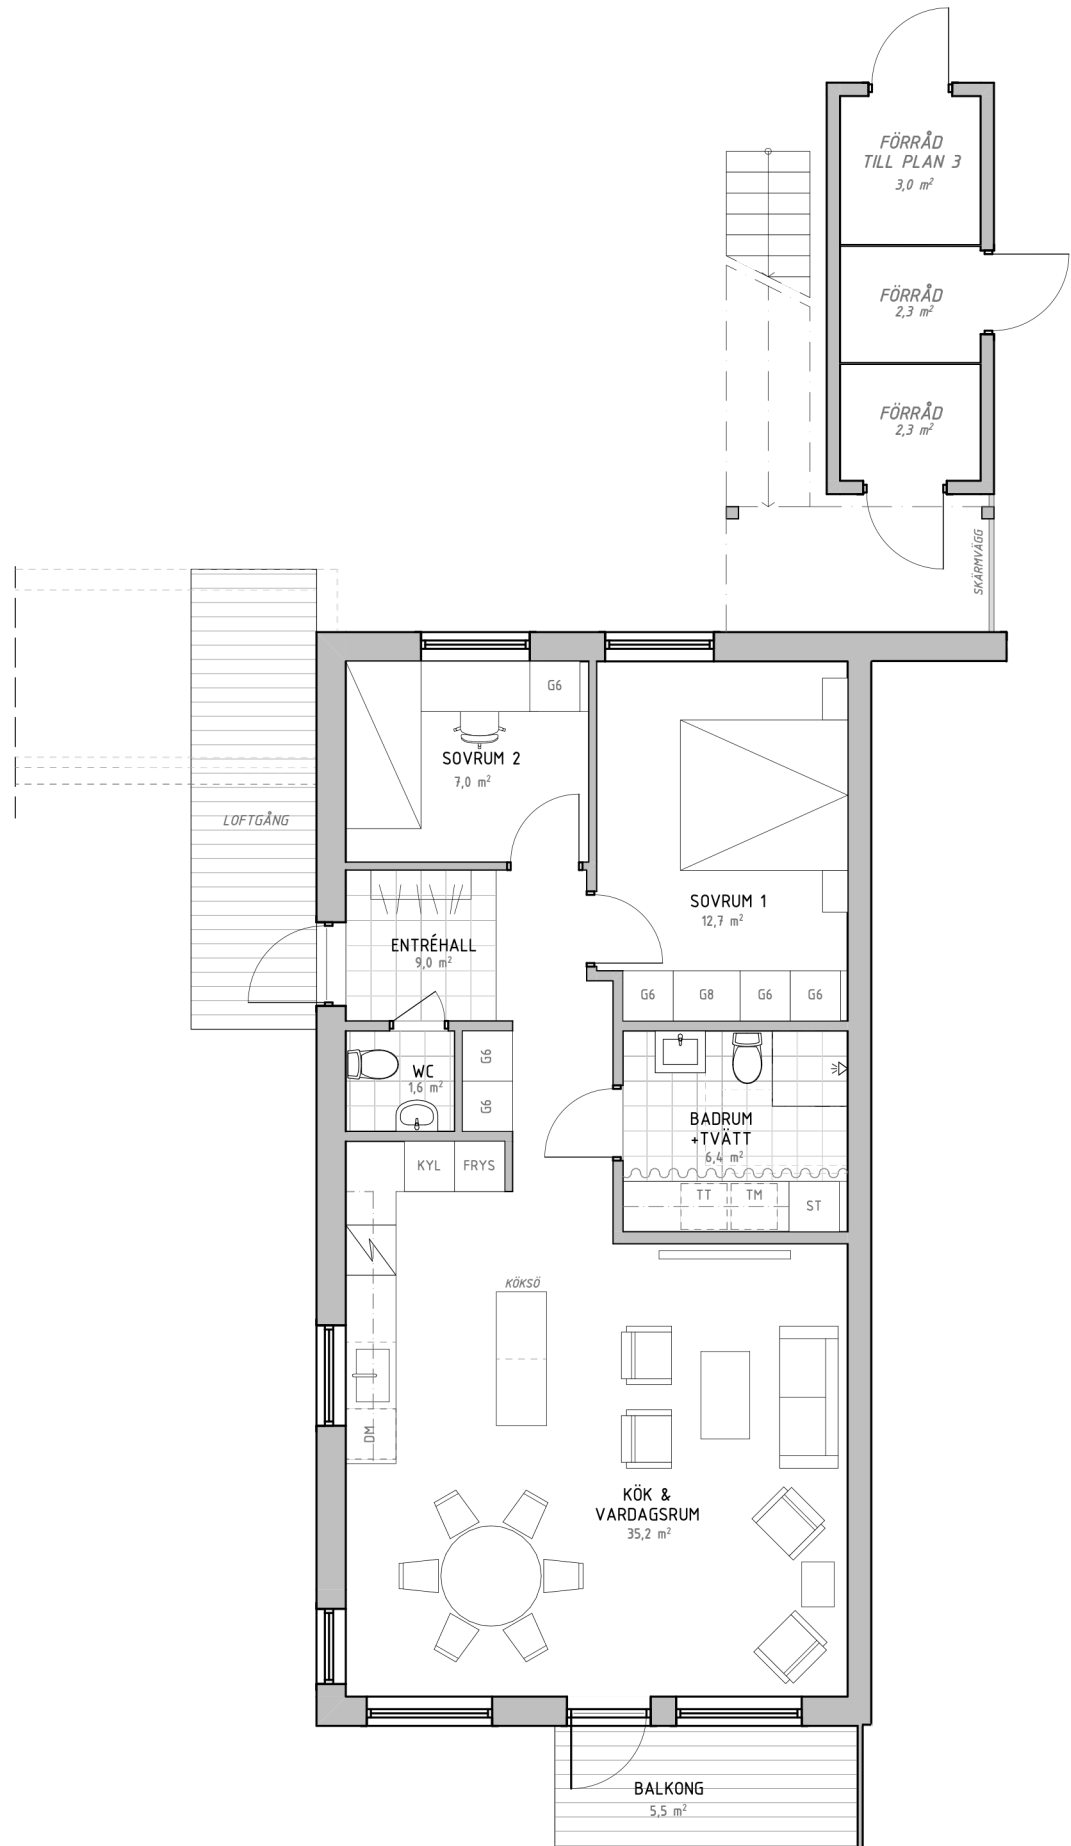 FÖRRÅD
TILL PLAN 3
3,0 m²
FÖRRÅD
2,3 m²
FÖRRÅD
2,3 m²
SKÄRMVÄGG
G6
SOVRUM 2
7,0 m²
LOFTGÅNG
SOVRUM 1
12,7 m²
ENTRÉHALL
9,0 m²
G6
G8
G6
G6
G6
G6
WC
1,6 m²
BADRUM
+TVÄTT
6,4 m²
KYL
FRYS
TT
TM
ST
KÖKSÖ
DM
KÖK &
VARDAGSRUM
35,2 m²
BALKONG
5,5 m²